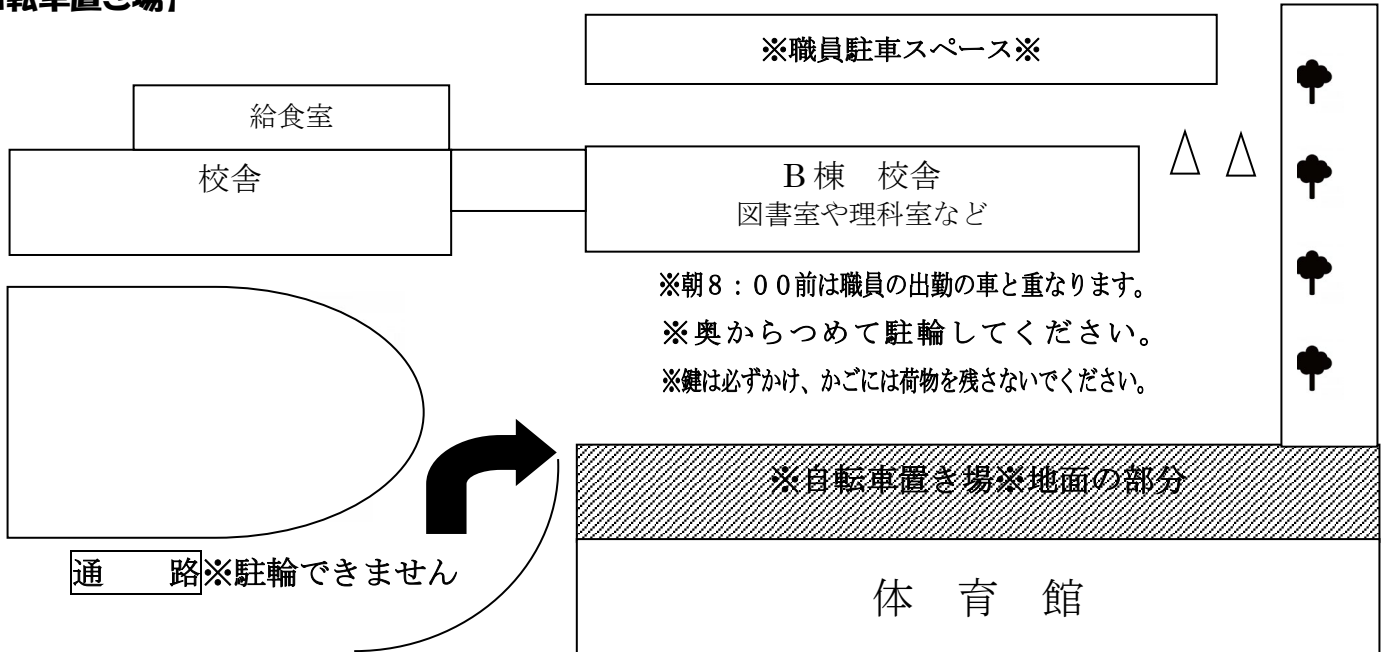 自転車置き場】
※職員駐車スペース※
給食室
校舎
B棟　校舎
図書室や理科室など
※朝８：００前は職員の出勤の車と重なります。
※奥からつめて駐輪してください。
※鍵は必ずかけ、かごには荷物を残さないでください。
※自転車置き場※地面の部分
通　路※駐輪できません
体　育　館